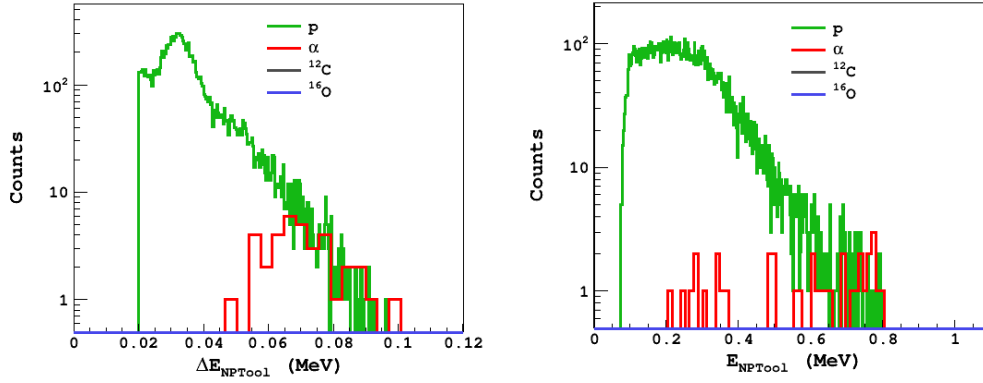 Counts
10²
10
1
p
α
¹²C
¹⁶O
0 0.02 0.04 0.06 0.08 0.1 0.12
ΔE_NPTool (MeV)
Counts
10²
10
1
p
α
¹²C
¹⁶O
0 0.2 0.4 0.6 0.8 1
E_NPTool (MeV)